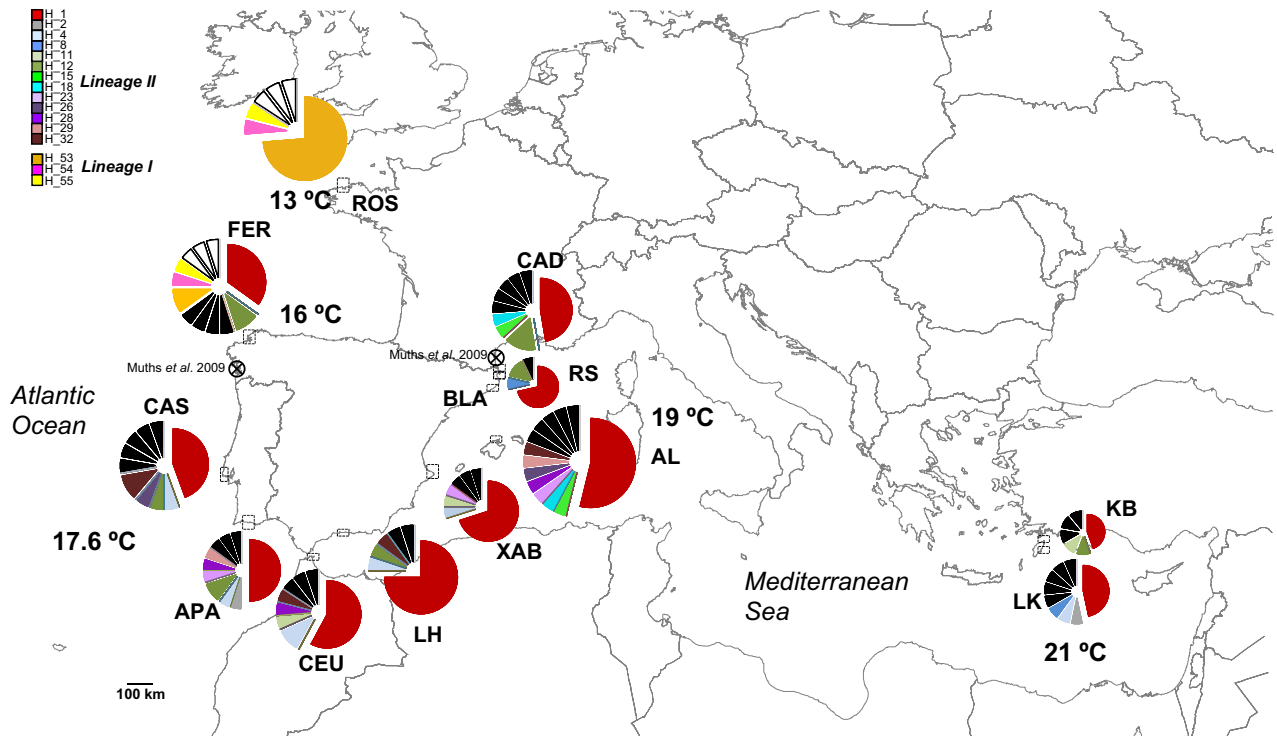 H_1
H_2
H_4
H_8
H_11
H_12
H_15
H_18
H_23
H_26
H_28
H_29
H_32
Lineage II
H_53
H_54
H_55
Lineage I
13 ºC
ROS
FER
16 ºC
CAD
Muths et al. 2009
Muths et al. 2009
RS
BLA
Atlantic
Ocean
CAS
19 ºC
AL
17.6 ºC
XAB
KB
APA
LH
CEU
Mediterranean
Sea
LK
21 ºC
100 km